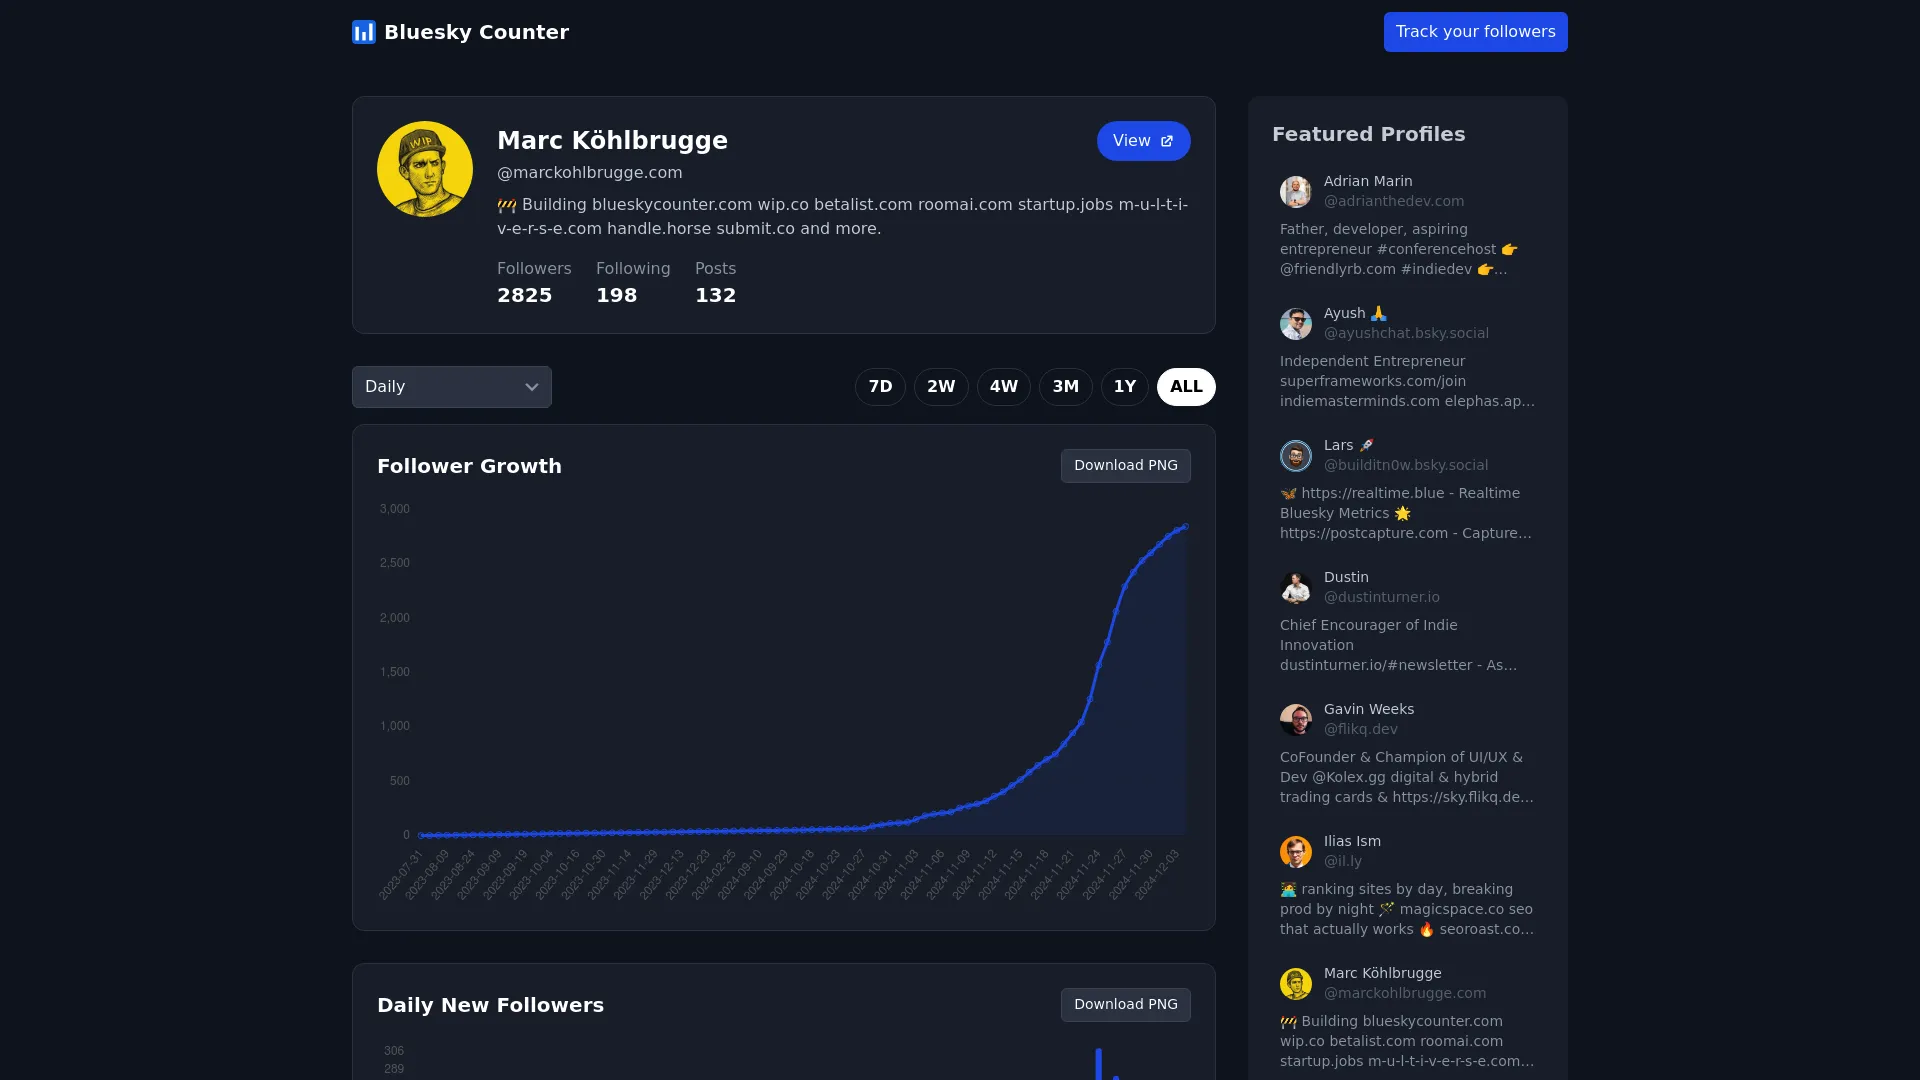 Bluesky Counter
Track your followers
WIP
Marc Köhlbrugge
View
@marckohlbrugge.com
🚧 Building blueskycounter.com wip.co betalist.com roomai.com startup.jobs m-u-l-t-i-
v-e-r-s-e.com handle.horse submit.co and more.
Followers Following Posts
2825 198 132
Daily
7D 2W 4W 3M 1Y ALL
Follower Growth
Download PNG
3,000
2,500
2,000
1,500
1,000
500
0
2023-07-31 2023-08-09 2023-08-24 2023-09-09 2023-09-19 2023-10-04 2023-10-16 2023-10-30 2023-11-14 2023-11-29 2023-12-13 2023-12-23 2024-02-25 2024-09-10 2024-09-29 2024-10-18 2024-10-23 2024-10-27 2024-10-31 2024-11-03 2024-11-06 2024-11-09 2024-11-12 2024-11-15 2024-11-18 2024-11-21 2024-11-24 2024-11-27 2024-11-30 2024-12-03
Daily New Followers
Download PNG
306
289
Featured Profiles
Adrian Marin
@adrianthedev.com
Father, developer, aspiring
entrepreneur #conferencehost 👉
@friendlyrb.com #indiedev 👉...
Ayush 🙏
@ayushchat.bsky.social
Independent Entrepreneur
superframeworks.com/join
indiemasterminds.com elephas.ap...
Lars 🚀
@builditn0w.bsky.social
🦋 https://realtime.blue - Realtime
Bluesky Metrics 🌟
https://postcapture.com - Capture...
Dustin
@dustinturner.io
Chief Encourager of Indie
Innovation
dustinturner.io/#newsletter - As...
Gavin Weeks
@flikq.dev
CoFounder & Champion of UI/UX &
Dev @Kolex.gg digital & hybrid
trading cards & https://sky.flikq.de...
Ilias Ism
@il.ly
🧑‍💻 ranking sites by day, breaking
prod by night 🪄 magicspace.co seo
that actually works 🔥 seoroast.co...
Marc Köhlbrugge
@marckohlbrugge.com
🚧 Building blueskycounter.com
wip.co betalist.com roomai.com
startup.jobs m-u-l-t-i-v-e-r-s-e.com...